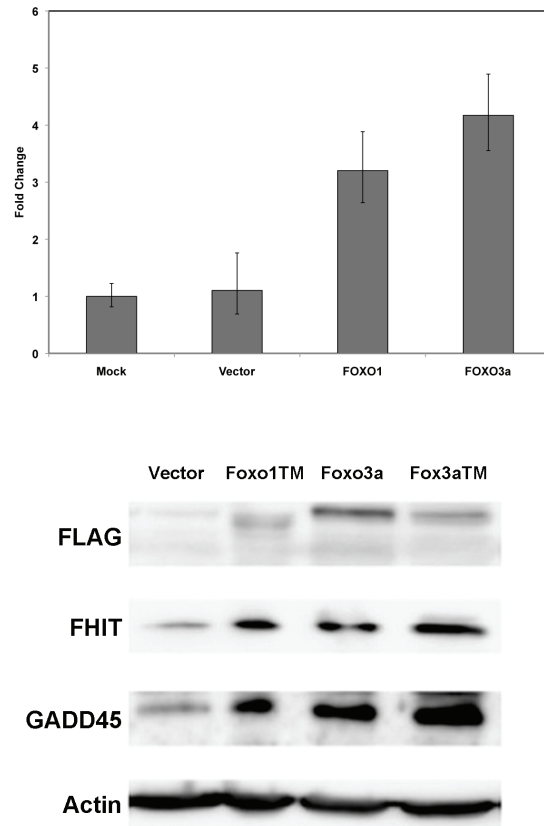 6
5
4
3
2
1
0
Fold Change
Mock Vector FOXO1 FOXO3a
Vector Foxo1TM Foxo3a Fox3aTM
FLAG
FHIT
GADD45
Actin